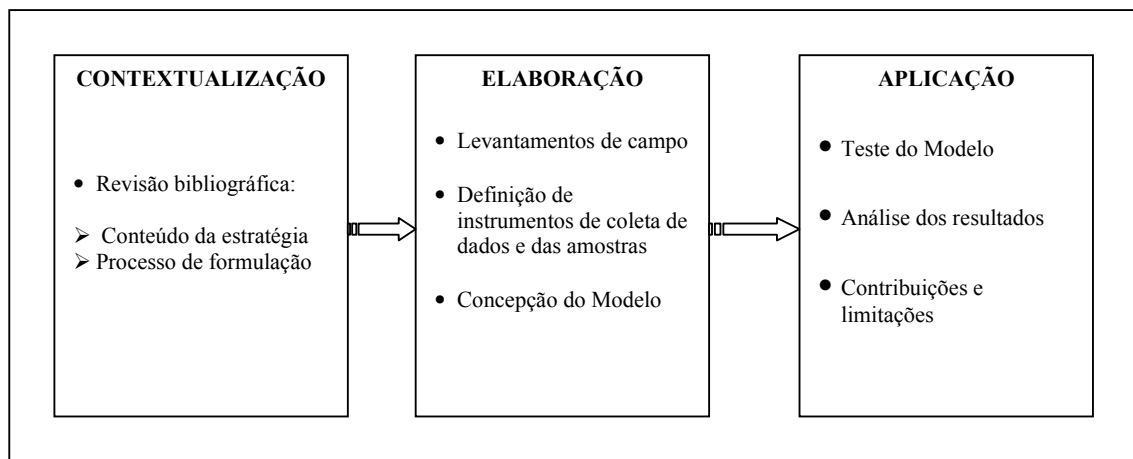 CONTEXTUALIZAÇÃO
• Revisão bibliográfica:
➢ Conteúdo da estratégia
➢ Processo de formulação
ELABORAÇÃO
• Levantamentos de campo
• Definição de
instrumentos de coleta de
dados e das amostras
• Concepção do Modelo
APLICAÇÃO
• Teste do Modelo
• Análise dos resultados
• Contribuições e
limitações